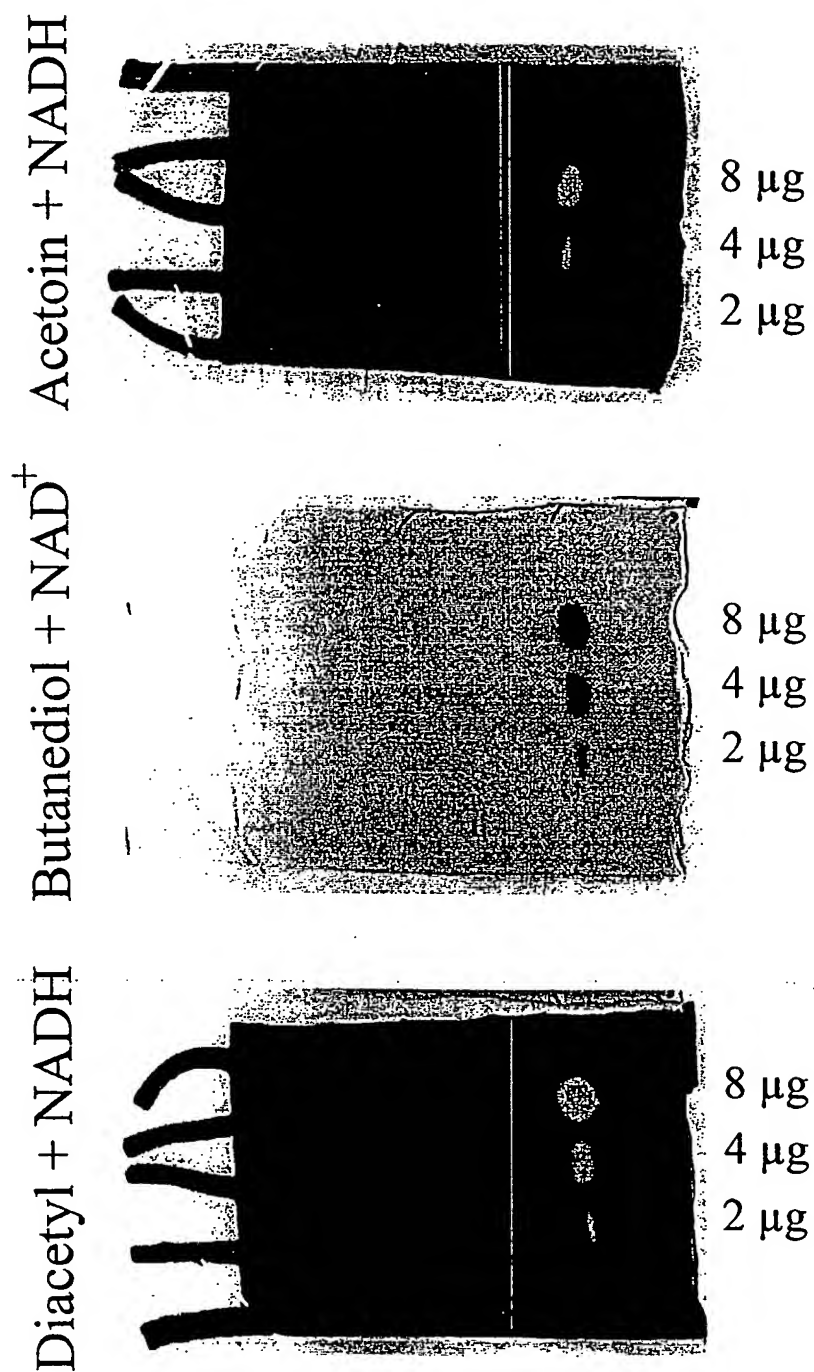 Acetoin + NADH
8 µg
4 µg
2 µg
Butanediol + NAD⁺
8 µg
4 µg
2 µg
Diacetyl + NADH
8 µg
4 µg
2 µg